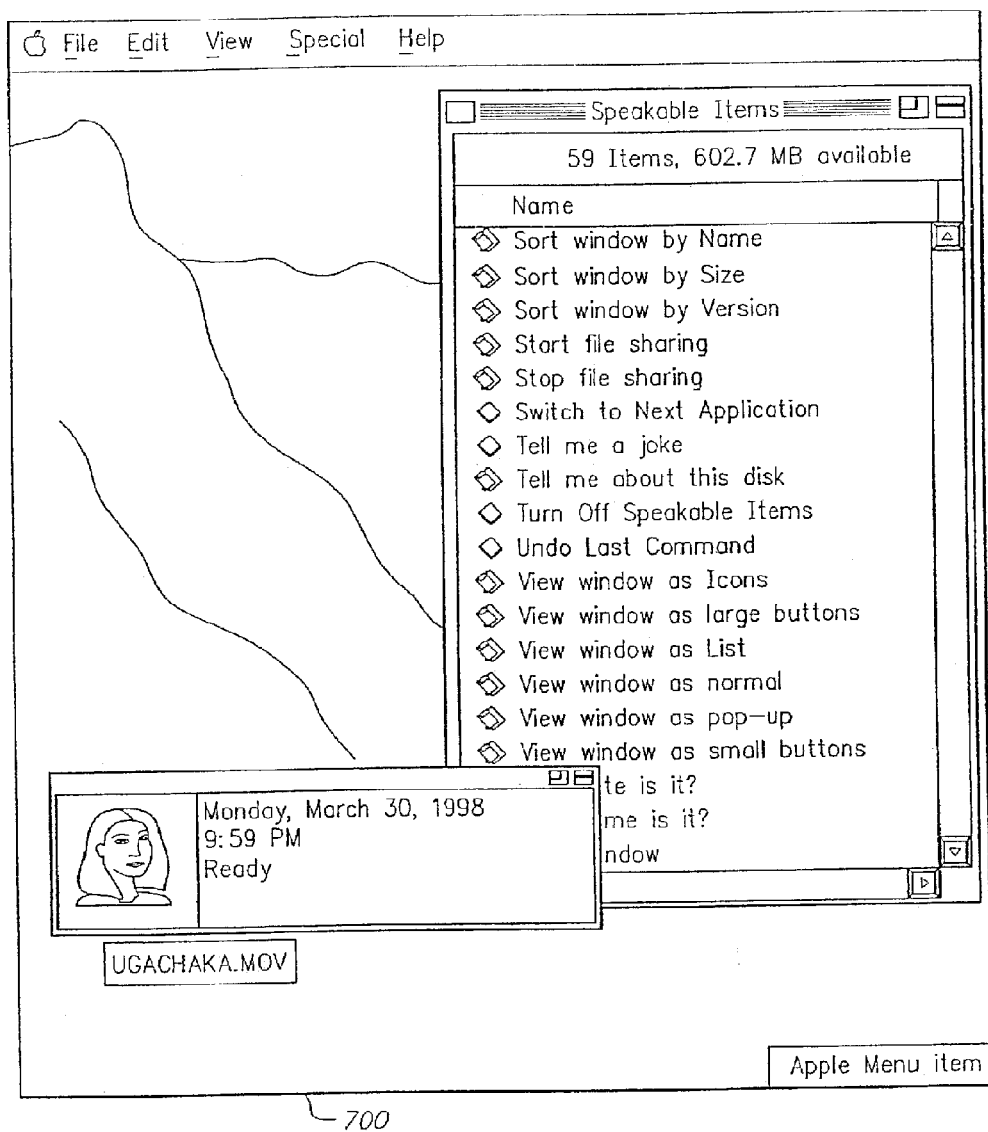 File Edit View Special Help
Speakable Items
59 Items, 602.7 MB available
Name
Sort window by Name
Sort window by Size
Sort window by Version
Start file sharing
Stop file sharing
Switch to Next Application
Tell me a joke
Tell me about this disk
Turn Off Speakable Items
Undo Last Command
View window as Icons
View window as large buttons
View window as List
View window as normal
View window as pop-up
View window as small buttons
te is it?
me is it?
ndow
Monday, March 30, 1998
9:59 PM
Ready
UGACHAKA.MOV
Apple Menu item
700